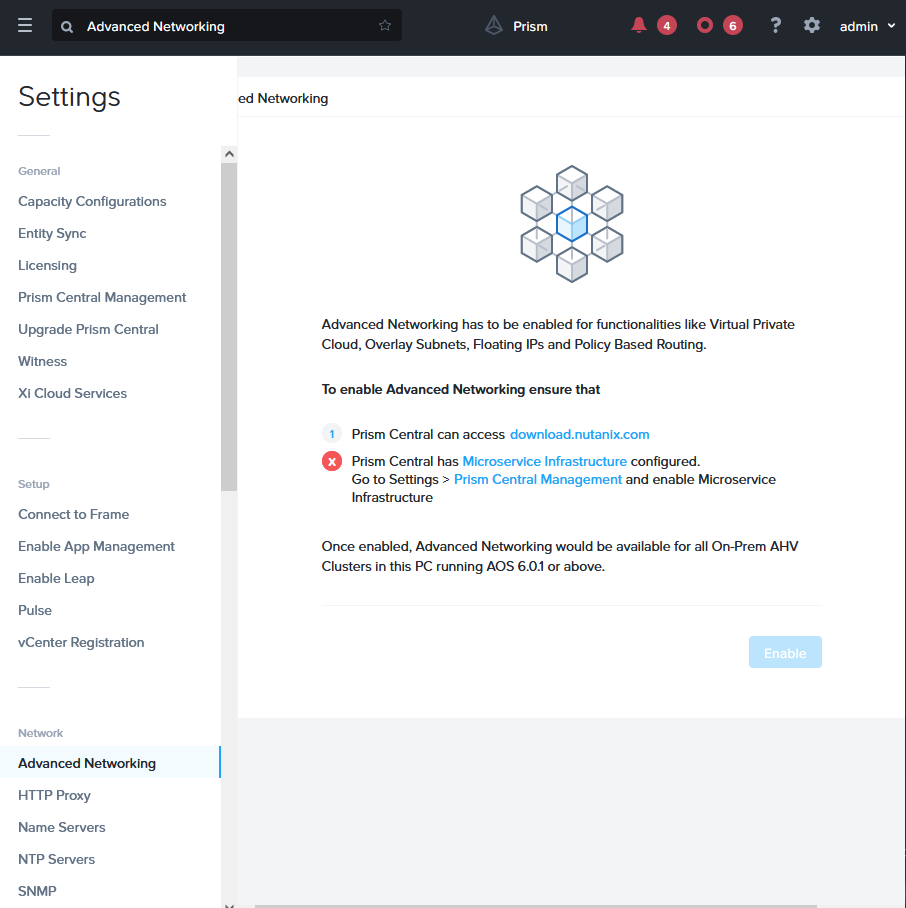 Advanced Networking
Prism
4
6
?
admin
Settings
General
Capacity Configurations
Entity Sync
Licensing
Prism Central Management
Upgrade Prism Central
Witness
Xi Cloud Services
Setup
Connect to Frame
Enable App Management
Enable Leap
Pulse
vCenter Registration
Network
Advanced Networking
HTTP Proxy
Name Servers
NTP Servers
SNMP
ed Networking
Advanced Networking has to be enabled for functionalities like Virtual Private
Cloud, Overlay Subnets, Floating IPs and Policy Based Routing.
To enable Advanced Networking ensure that
1 Prism Central can access download.nutanix.com
x Prism Central has Microservice Infrastructure configured.
Go to Settings > Prism Central Management and enable Microservice
Infrastructure
Once enabled, Advanced Networking would be available for all On-Prem AHV
Clusters in this PC running AOS 6.0.1 or above.
Enable